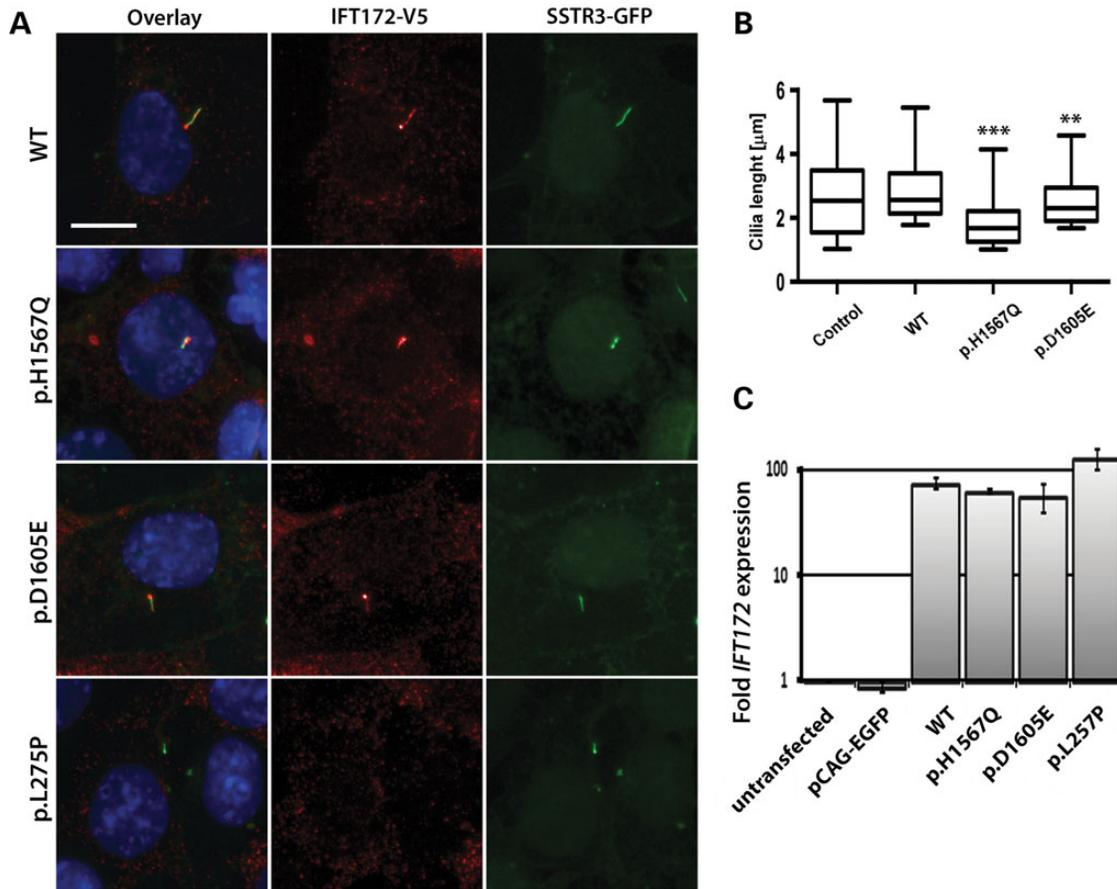 A
Overlay
IFT172-V5
SSTR3-GFP
WT
p.H1567Q
p.D1605E
p.L275P
B
Cilia lenght [µm]
6
4
2
0
***
**
Control
WT
p.H1567Q
p.D1605E
C
Fold IFT172 expression
100
10
1
untransfected
pCAG-EGFP
WT
p.H1567Q
p.D1605E
p.L257P